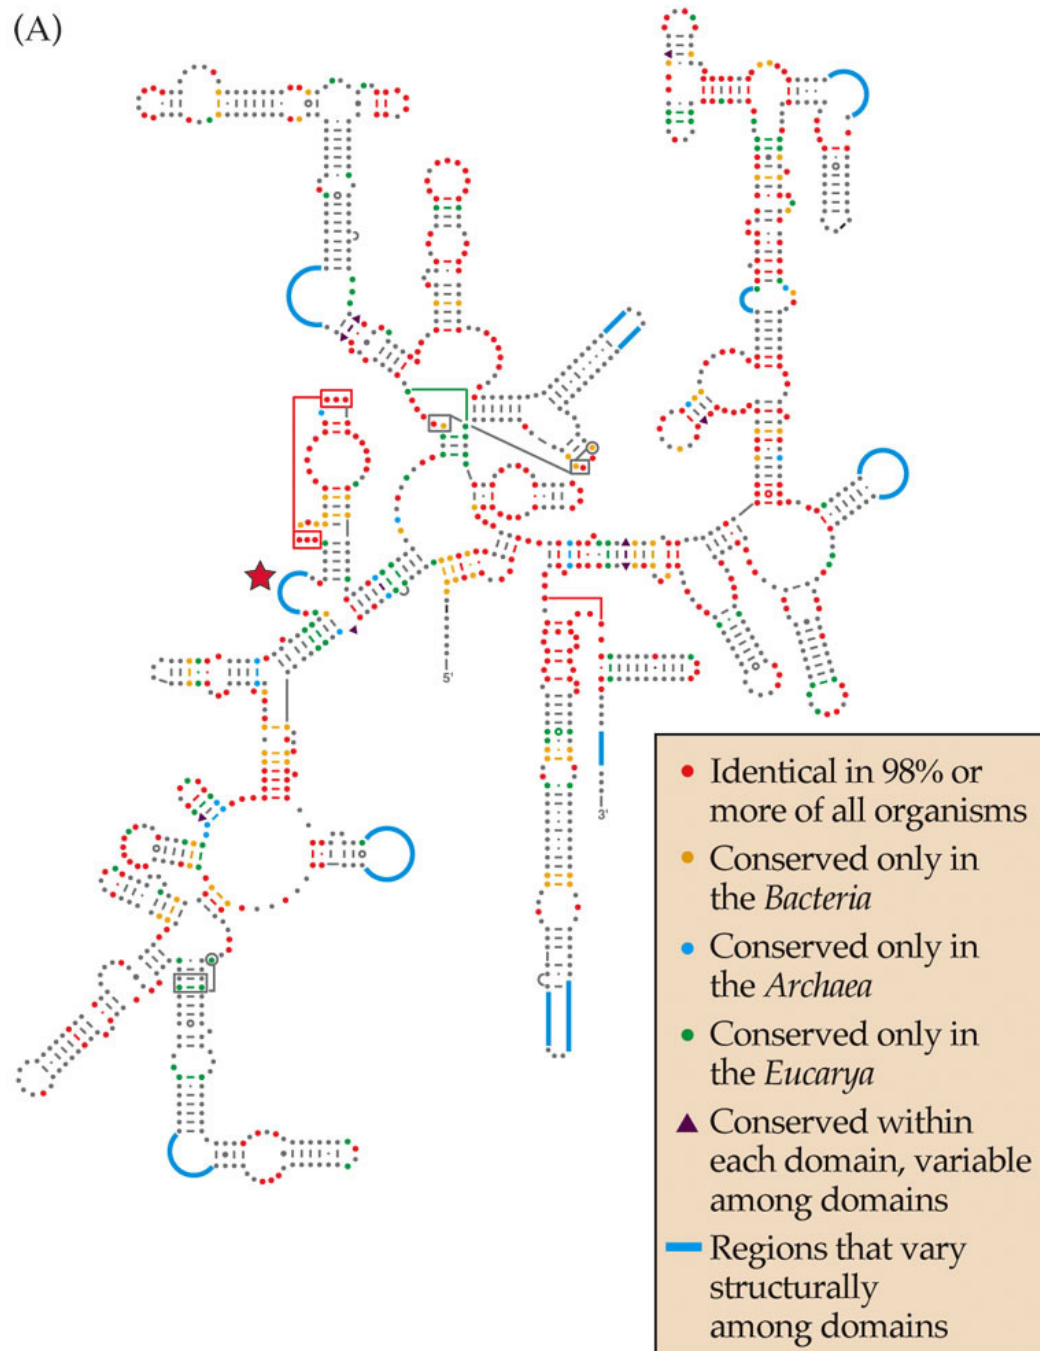 (A)
5'
3'
Identical in 98% or
more of all organisms
Conserved only in
the Bacteria
Conserved only in
the Archaea
Conserved only in
the Eucarya
Conserved within
each domain, variable
among domains
Regions that vary
structurally
among domains